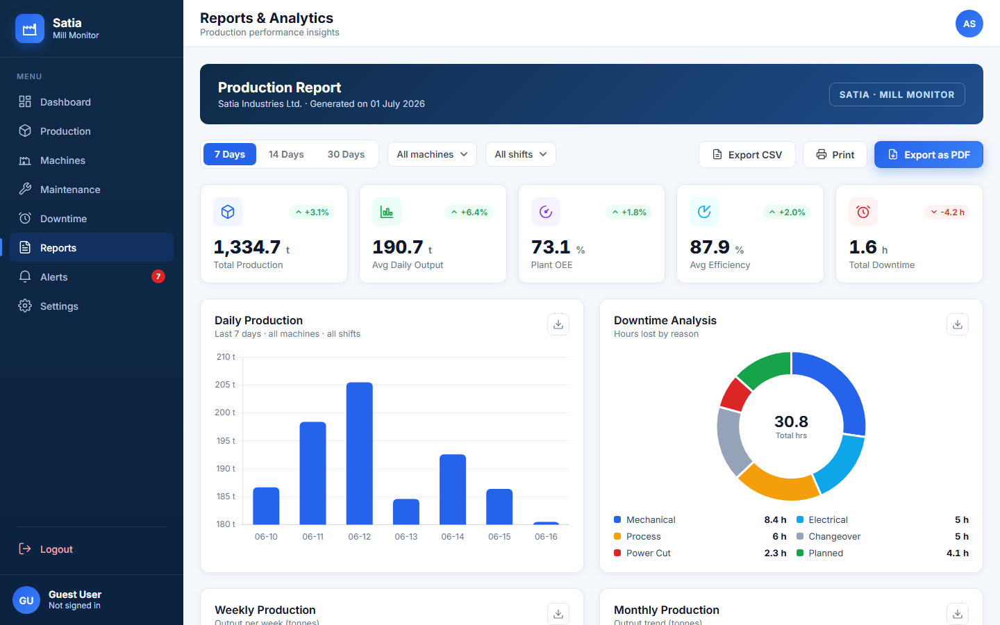 Satia
Mill Monitor
MENU
Dashboard
Production
Machines
Maintenance
Downtime
Reports
Alerts
7
Settings
Logout
GU
Guest User
Not signed in
Reports & Analytics
Production performance insights
AS
Production Report
Satia Industries Ltd. · Generated on 01 July 2026
SATIA · MILL MONITOR
7 Days
14 Days
30 Days
All machines
All shifts
Export CSV
Print
Export as PDF
+3.1%
1,334.7 t
Total Production
+6.4%
190.7 t
Avg Daily Output
+1.8%
73.1 %
Plant OEE
+2.0%
87.9 %
Avg Efficiency
-4.2 h
1.6 h
Total Downtime
Daily Production
Last 7 days · all machines · all shifts
210 t
205 t
200 t
195 t
190 t
185 t
180 t
06-10
06-11
06-12
06-13
06-14
06-15
06-16
Downtime Analysis
Hours lost by reason
30.8
Total hrs
Mechanical 8.4 h
Electrical 5 h
Process 6 h
Changeover 5 h
Power Cut 2.3 h
Planned 4.1 h
Weekly Production
Output per week (tonnes)
Monthly Production
Output trend (tonnes)